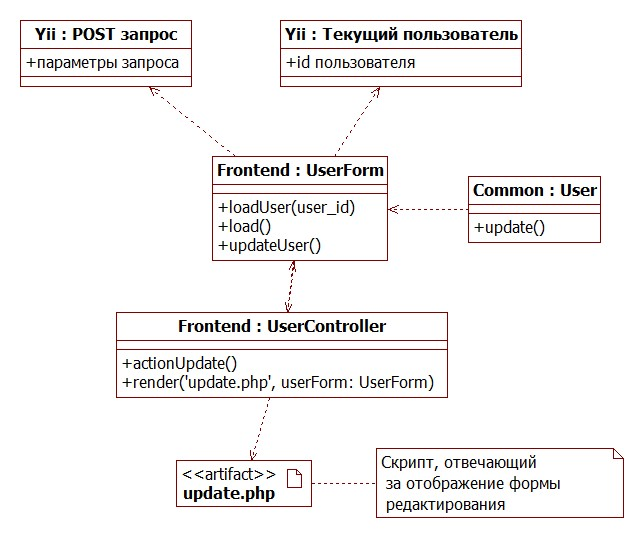 Yii : POST запрос
+параметры запроса
Yii : Текущий пользователь
+id пользователя
Frontend : UserForm
+loadUser(user_id)
+load()
+updateUser()
Common : User
+update()
Frontend : UserController
+actionUpdate()
+render('update.php', userForm: UserForm)
<<artifact>>
update.php
Скрипт, отвечающий
за отображение формы
редактирования